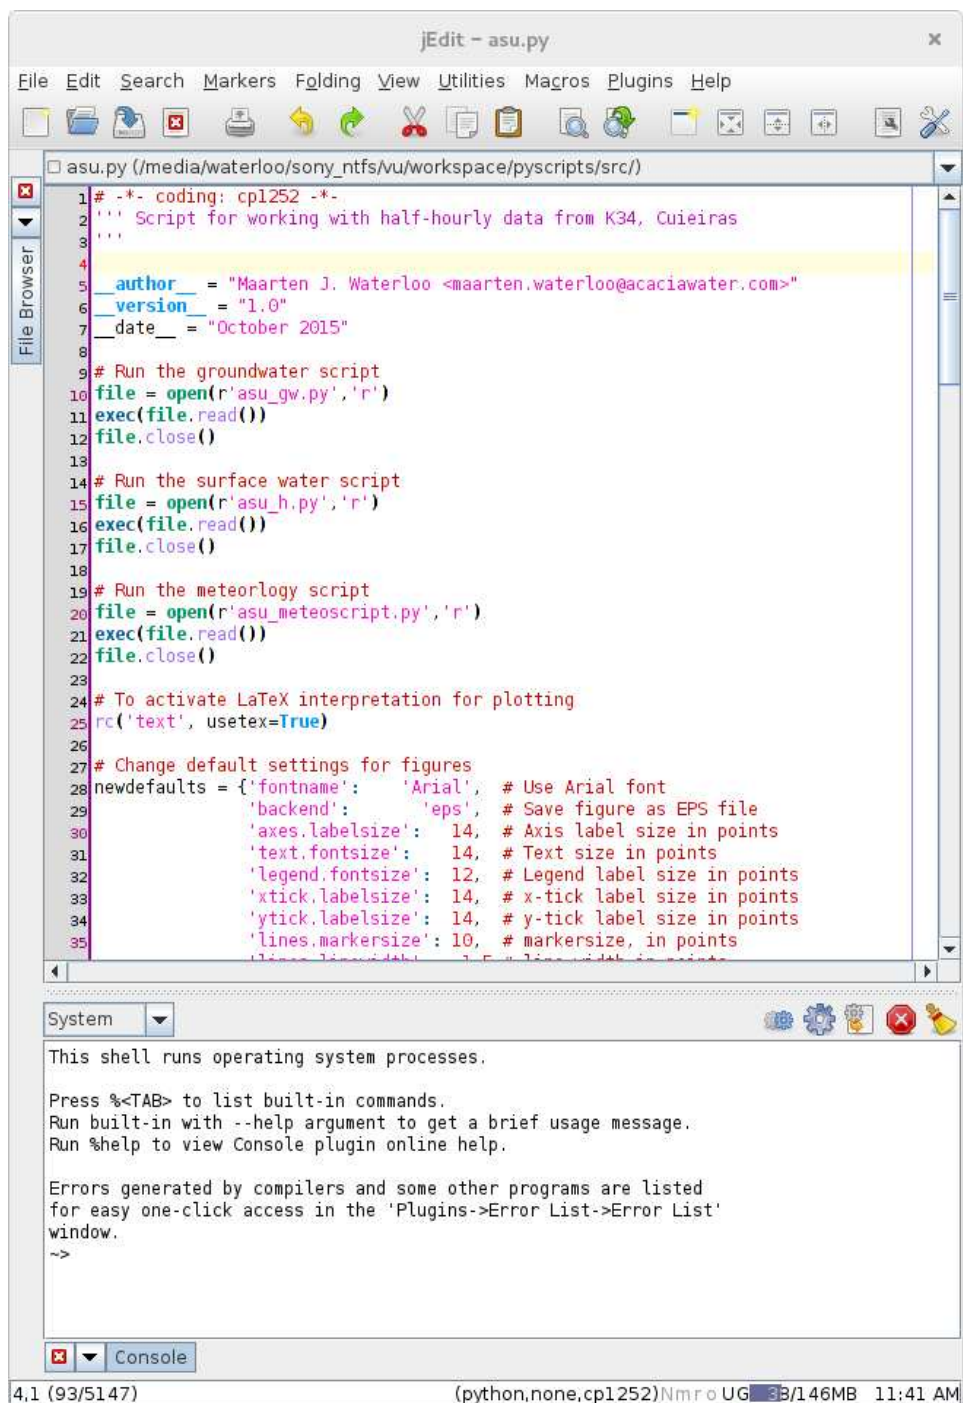 jEdit - asu.py
File Edit Search Markers Folding View Utilities Macros Plugins Help
asu.py (/media/waterloo/sony_ntfs/vu/workspace/pyscripts/src/)
File Browser
1 # -*- coding: cp1252 -*-
2 ''' Script for working with half-hourly data from K34, Cuieiras
3 '''
4
5 __author__ = "Maarten J. Waterloo <maarten.waterloo@acaciawater.com>"
6 __version__ = "1.0"
7 __date__ = "October 2015"
8
9 # Run the groundwater script
10 file = open(r'asu_gw.py','r')
11 exec(file.read())
12 file.close()
13
14 # Run the surface water script
15 file = open(r'asu_h.py','r')
16 exec(file.read())
17 file.close()
18
19 # Run the meteorlogy script
20 file = open(r'asu_meteoscript.py','r')
21 exec(file.read())
22 file.close()
23
24 # To activate LaTeX interpretation for plotting
25 rc('text', usetex=True)
26
27 # Change default settings for figures
28 newdefaults = {'fontname': 'Arial', # Use Arial font
29 'backend': 'eps', # Save figure as EPS file
30 'axes.labelsize': 14, # Axis label size in points
31 'text.fontsize': 14, # Text size in points
32 'legend.fontsize': 12, # Legend label size in points
33 'xtick.labelsize': 14, # x-tick label size in points
34 'ytick.labelsize': 14, # y-tick label size in points
35 'lines.markersize': 10, # markersize, in points
System
This shell runs operating system processes.
Press %<TAB> to list built-in commands.
Run built-in with --help argument to get a brief usage message.
Run %help to view Console plugin online help.
Errors generated by compilers and some other programs are listed
for easy one-click access in the 'Plugins->Error List->Error List'
window.
~>
Console
4,1 (93/5147) (python,none,cp1252)Nmro UG 38/146MB 11:41 AM